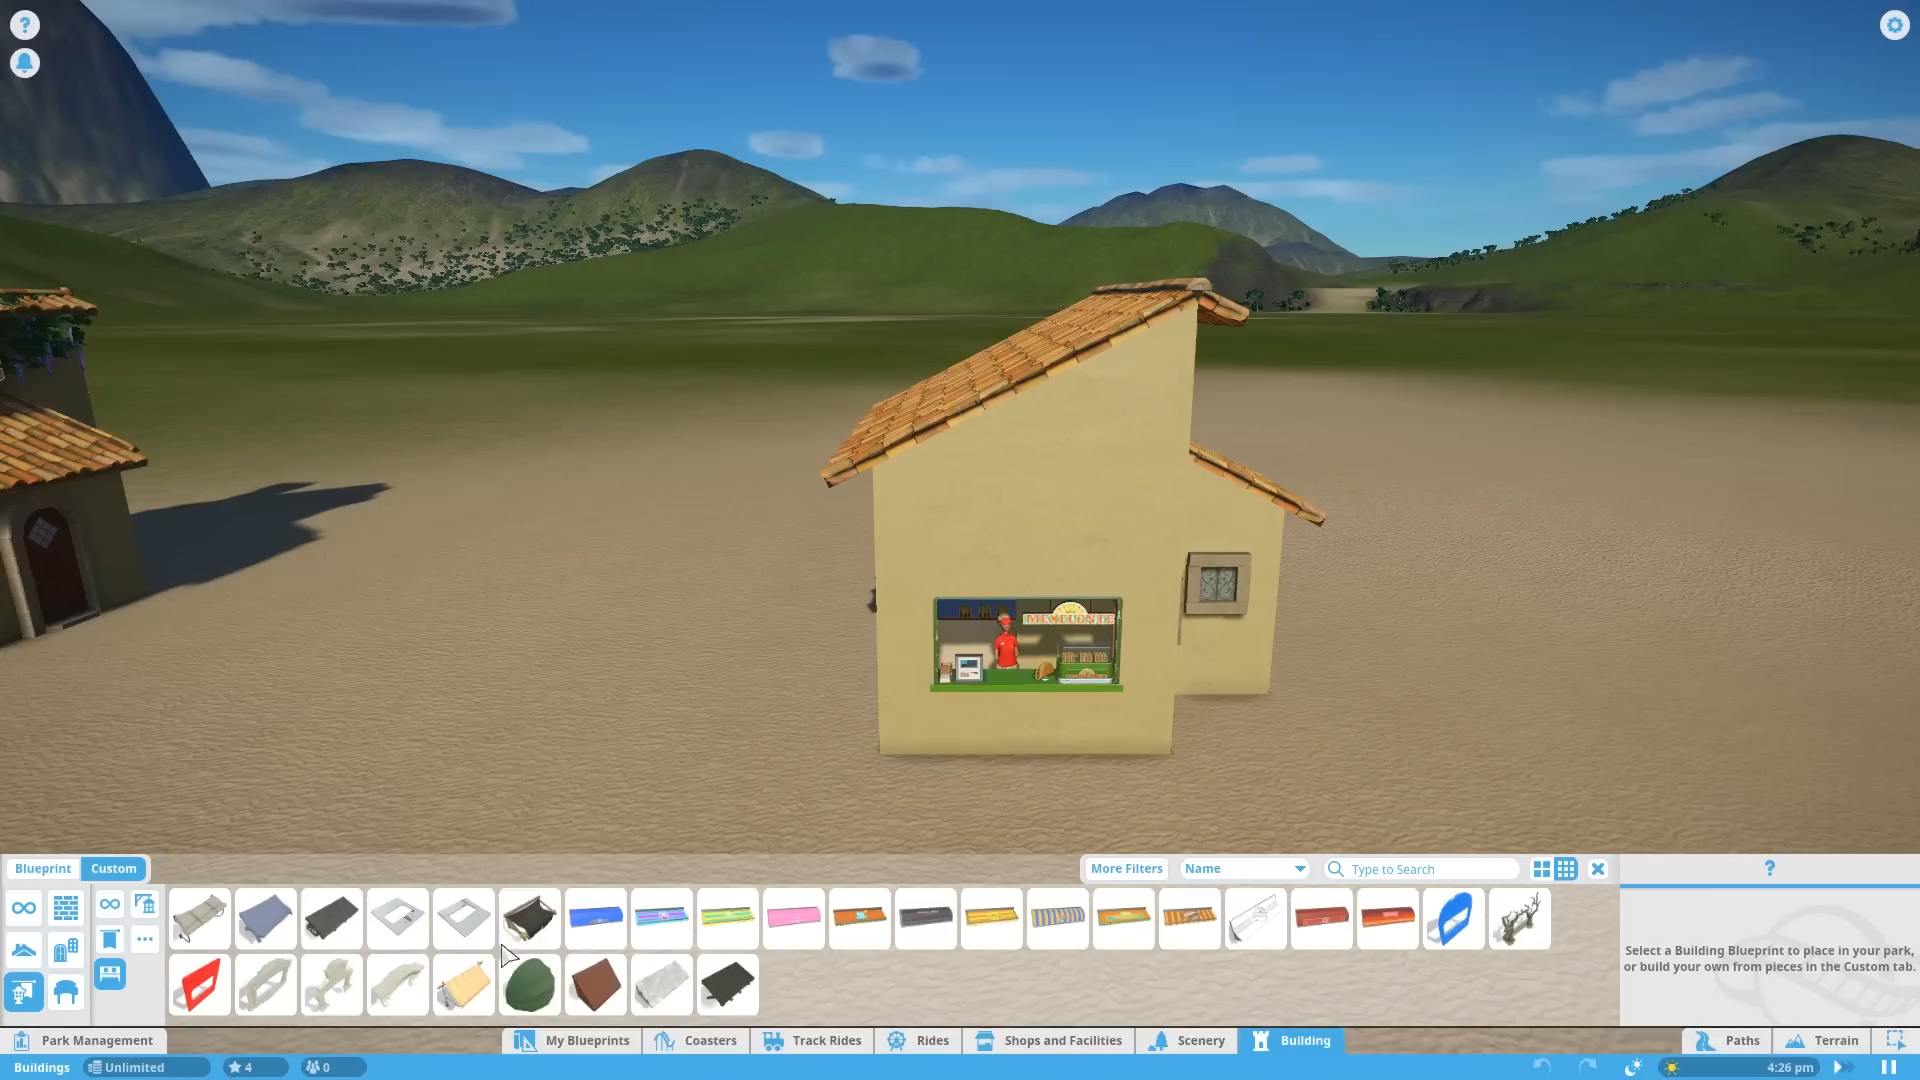 ?
MEXILENTE
Blueprint
Custom
More Filters
Name
Type to Search
?
Select a Building Blueprint to place in your park,
or build your own from pieces in the Custom tab.
Park Management
My Blueprints
Coasters
Track Rides
Rides
Shops and Facilities
Scenery
Building
Paths
Terrain
Buildings
Unlimited
4
0
4:26 pm